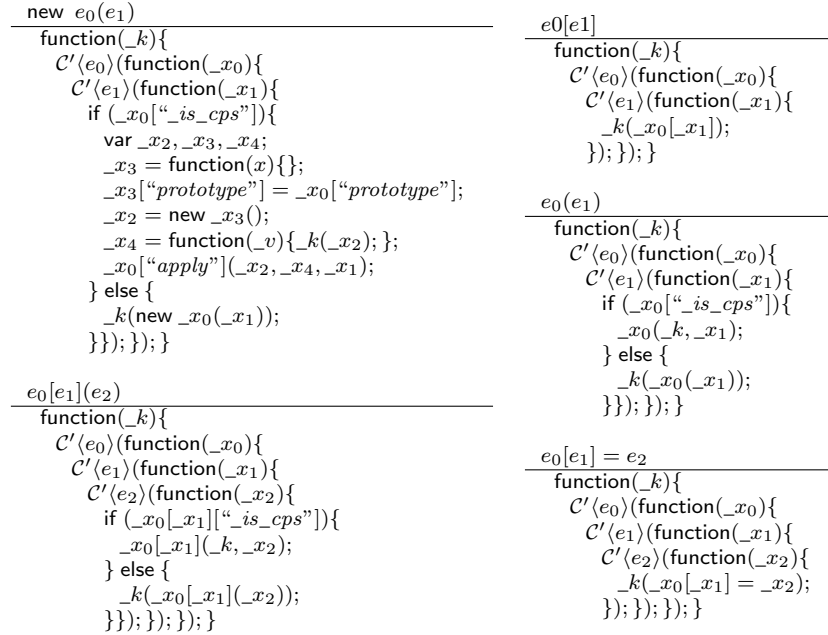 new e₀(e₁)
function(_k){
C′⟨e₀⟩(function(_x₀){
C′⟨e₁⟩(function(_x₁){
if (_x₀[“_is_cps”]){
var _x₂, _x₃, _x₄;
_x₃ = function(x){};
_x₃[“prototype”] = _x₀[“prototype”];
_x₂ = new _x₃();
_x₄ = function(_v){_k(_x₂); };
_x₀[“apply”](_x₂, _x₄, _x₁);
} else {
_k(new _x₀(_x₁));
}}); }); }
e₀[e₁](e₂)
function(_k){
C′⟨e₀⟩(function(_x₀){
C′⟨e₁⟩(function(_x₁){
C′⟨e₂⟩(function(_x₂){
if (_x₀[_x₁][“_is_cps”]){
_x₀[_x₁](_k, _x₂);
} else {
_k(_x₀[_x₁](_x₂));
}}); }); }); }
e0[e1]
function(_k){
C′⟨e₀⟩(function(_x₀){
C′⟨e₁⟩(function(_x₁){
_k(_x₀[_x₁]);
}); }); }
e₀(e₁)
function(_k){
C′⟨e₀⟩(function(_x₀){
C′⟨e₁⟩(function(_x₁){
if (_x₀[“_is_cps”]){
_x₀(_k, _x₁);
} else {
_k(_x₀(_x₁));
}}); }); }
e₀[e₁] = e₂
function(_k){
C′⟨e₀⟩(function(_x₀){
C′⟨e₁⟩(function(_x₁){
C′⟨e₂⟩(function(_x₂){
_k(_x₀[_x₁] = _x₂);
}); }); }); }